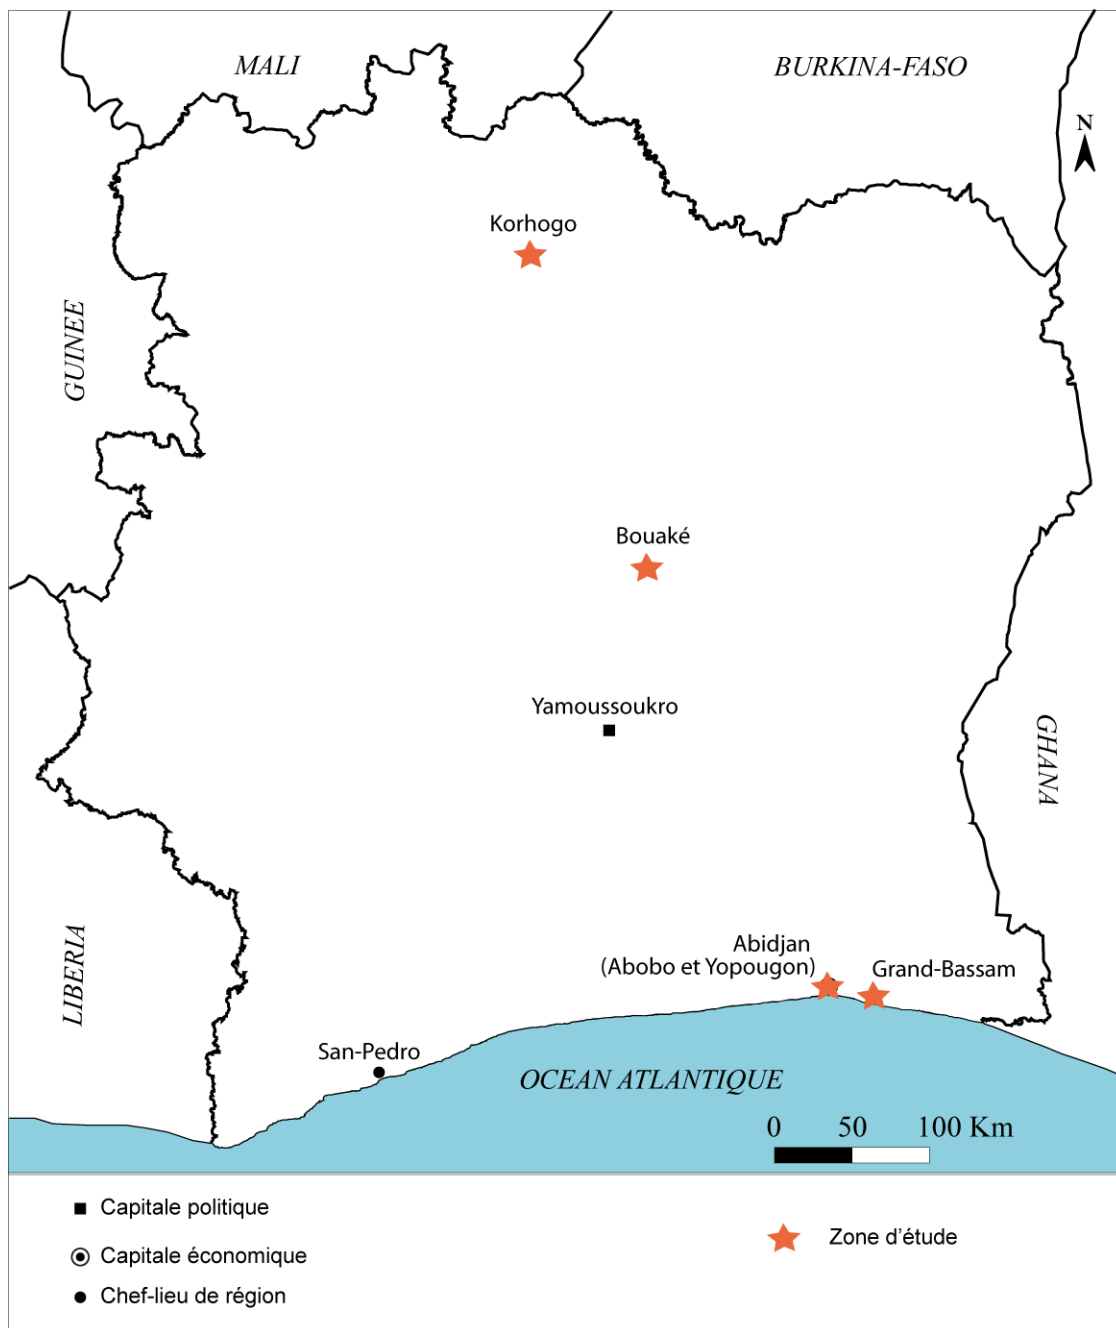 MALI
BURKINA-FASO
N
Korhogo
GUINEE
Bouaké
Yamoussoukro
GHANA
LIBERIA
Abidjan
(Abobo et Yopougon)
Grand-Bassam
San-Pedro
OCEAN ATLANTIQUE
0 50 100 Km
Capitale politique
Capitale économique
Chef-lieu de région
Zone d'étude